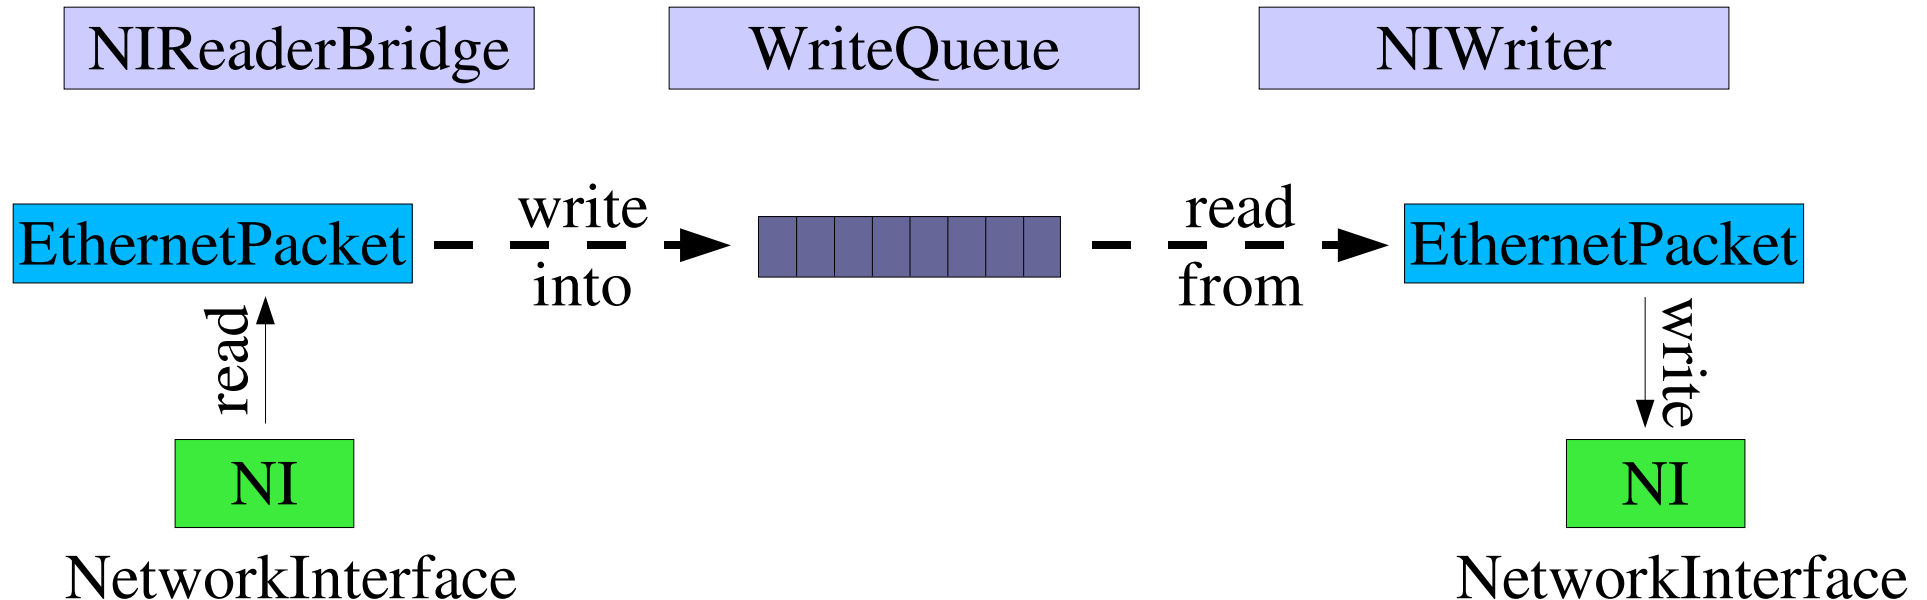 NIReaderBridge
WriteQueue
NIWriter
EthernetPacket
write
into
read
from
EthernetPacket
read
write
NI
NI
NetworkInterface
NetworkInterface